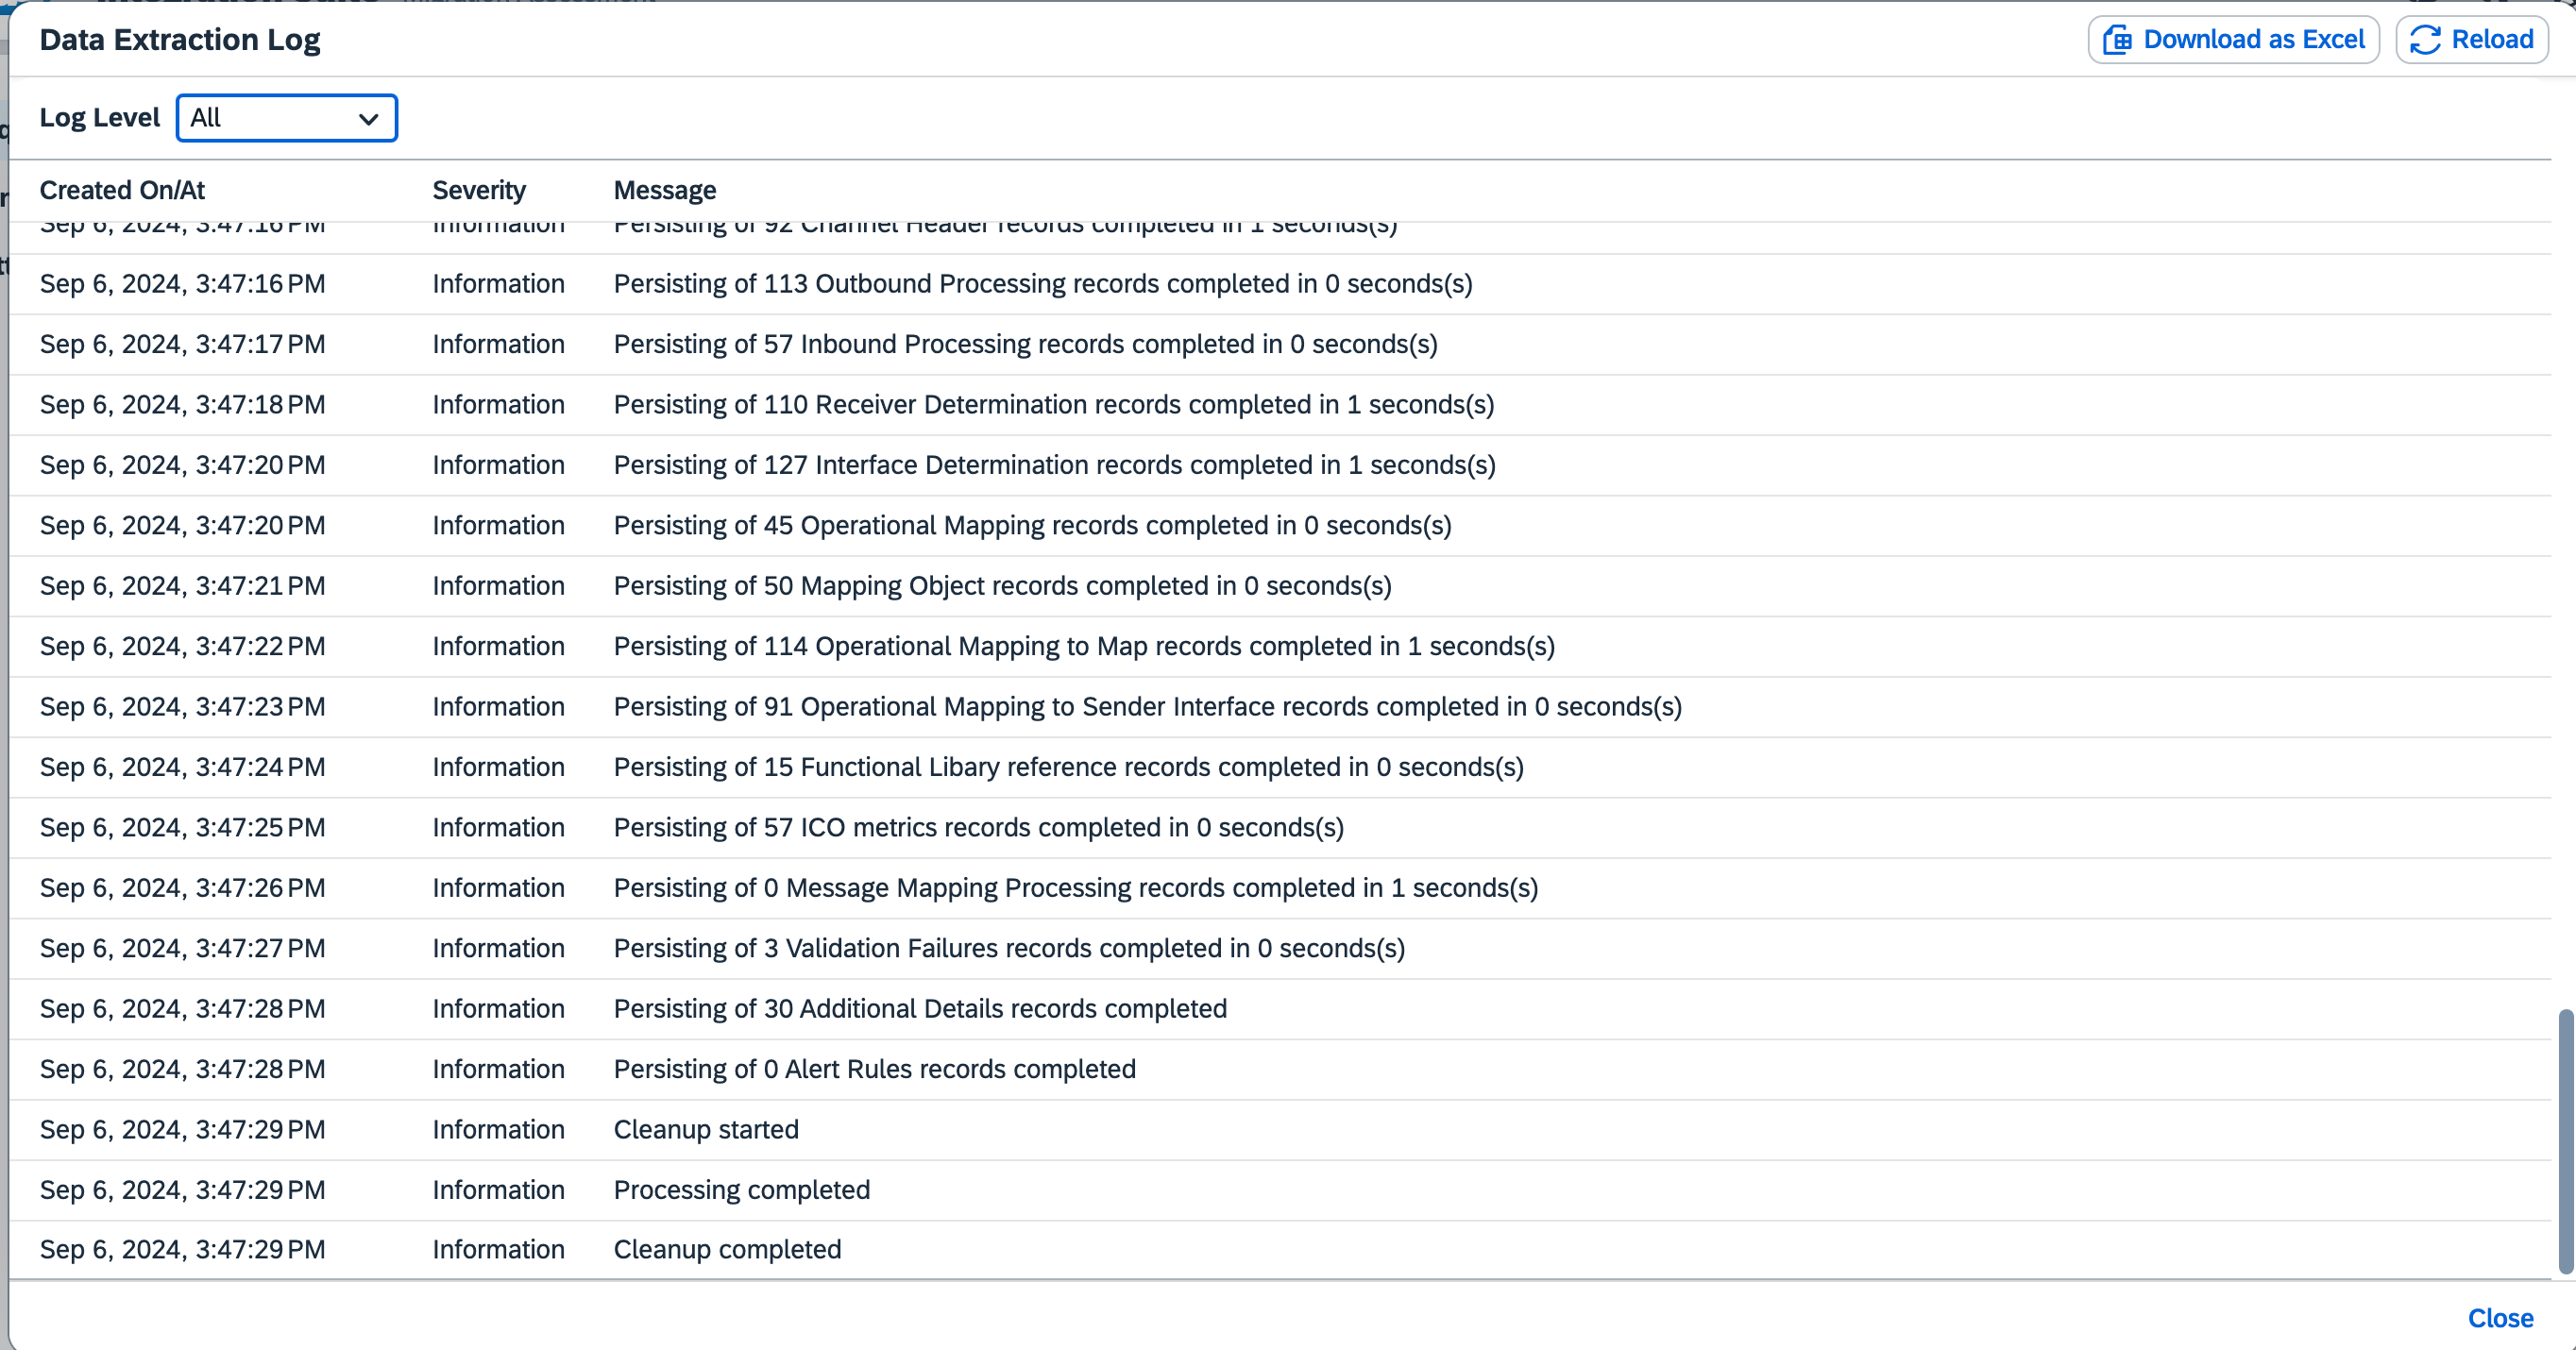 Data Extraction Log
Download as Excel
Reload
Log Level
All
Created On/At Severity Message
Sep 6, 2024, 3:47:16 PM Information Persisting of 92 Channel Header records completed in 1 seconds(s)
Sep 6, 2024, 3:47:16 PM Information Persisting of 113 Outbound Processing records completed in 0 seconds(s)
Sep 6, 2024, 3:47:17 PM Information Persisting of 57 Inbound Processing records completed in 0 seconds(s)
Sep 6, 2024, 3:47:18 PM Information Persisting of 110 Receiver Determination records completed in 1 seconds(s)
Sep 6, 2024, 3:47:20 PM Information Persisting of 127 Interface Determination records completed in 1 seconds(s)
Sep 6, 2024, 3:47:20 PM Information Persisting of 45 Operational Mapping records completed in 0 seconds(s)
Sep 6, 2024, 3:47:21 PM Information Persisting of 50 Mapping Object records completed in 0 seconds(s)
Sep 6, 2024, 3:47:22 PM Information Persisting of 114 Operational Mapping to Map records completed in 1 seconds(s)
Sep 6, 2024, 3:47:23 PM Information Persisting of 91 Operational Mapping to Sender Interface records completed in 0 seconds(s)
Sep 6, 2024, 3:47:24 PM Information Persisting of 15 Functional Libary reference records completed in 0 seconds(s)
Sep 6, 2024, 3:47:25 PM Information Persisting of 57 ICO metrics records completed in 0 seconds(s)
Sep 6, 2024, 3:47:26 PM Information Persisting of 0 Message Mapping Processing records completed in 1 seconds(s)
Sep 6, 2024, 3:47:27 PM Information Persisting of 3 Validation Failures records completed in 0 seconds(s)
Sep 6, 2024, 3:47:28 PM Information Persisting of 30 Additional Details records completed
Sep 6, 2024, 3:47:28 PM Information Persisting of 0 Alert Rules records completed
Sep 6, 2024, 3:47:29 PM Information Cleanup started
Sep 6, 2024, 3:47:29 PM Information Processing completed
Sep 6, 2024, 3:47:29 PM Information Cleanup completed
Close